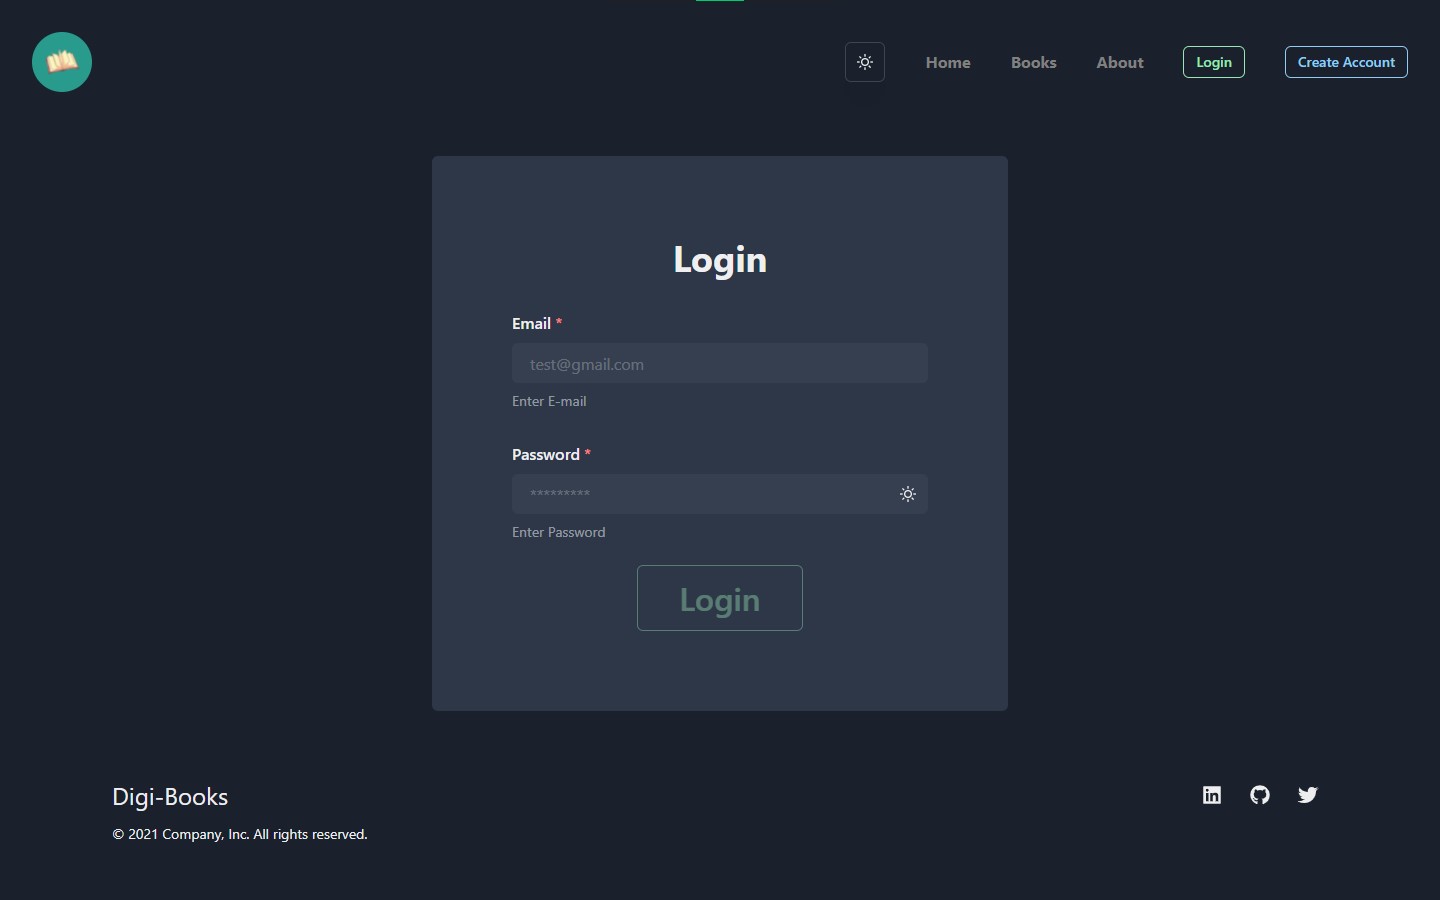 Home
Books
About
Login
Create Account
Login
Email *
test@gmail.com
Enter E-mail
Password *
*********
Enter Password
Login
Digi-Books
© 2021 Company, Inc. All rights reserved.